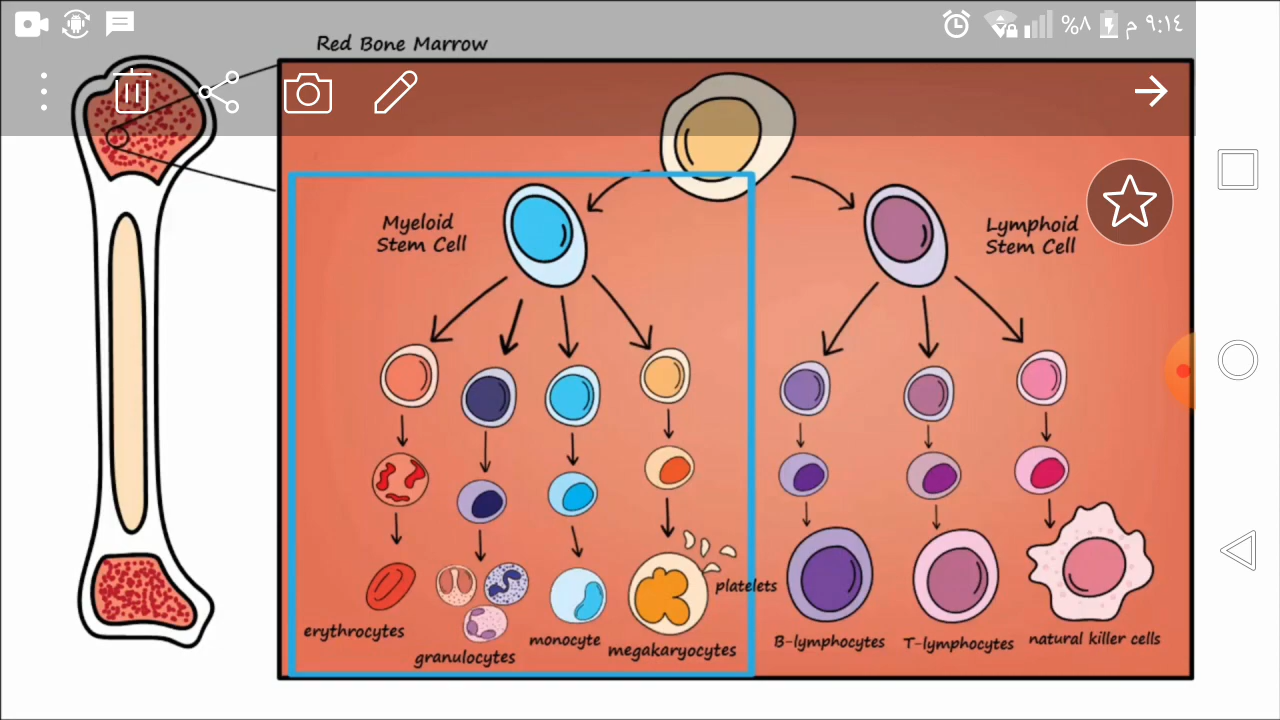 %٨ م ٩:١٤
Red Bone Marrow
Myeloid
Stem Cell
Lymphoid
Stem Cell
platelets
erythrocytes
granulocytes
monocyte
megakaryocytes
B-lymphocytes
T-lymphocytes
natural killer cells